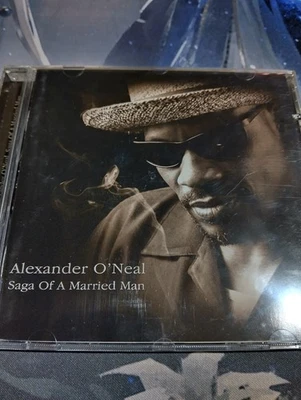 Alexander O'Neal
Saga Of A Married Man